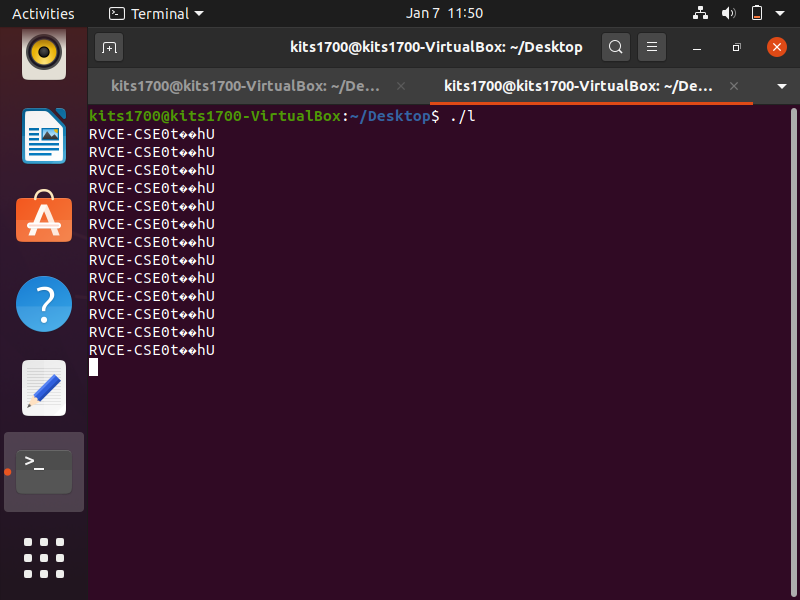 Activities Terminal Jan 7 11:50
kits1700@kits1700-VirtualBox: ~/Desktop
kits1700@kits1700-VirtualBox: ~/De... × kits1700@kits1700-VirtualBox: ~/De... ×
kits1700@kits1700-VirtualBox:~/Desktop$ ./l
RVCE-CSE0t��hU
RVCE-CSE0t��hU
RVCE-CSE0t��hU
RVCE-CSE0t��hU
RVCE-CSE0t��hU
RVCE-CSE0t��hU
RVCE-CSE0t��hU
RVCE-CSE0t��hU
RVCE-CSE0t��hU
RVCE-CSE0t��hU
RVCE-CSE0t��hU
RVCE-CSE0t��hU
RVCE-CSE0t��hU